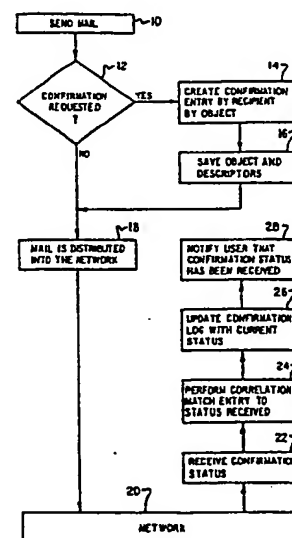 SEND MAIL
10
12
CONFIRMATION
REQUESTED
?
YES
NO
14
CREATE CONFIRMATION
ENTRY BY RECIPIENT
BY OBJECT
16
SAVE OBJECT AND
DESCRIPTORS
18
MAIL IS DISTRIBUTED
INTO THE NETWORK
28
NOTIFY USER THAT
CONFIRMATION STATUS
HAS BEEN RECEIVED
26
UPDATE CONFIRMATION
LOG WITH CURRENT
STATUS
24
PERFORM CORRELATION
MATCH ENTRY TO
STATUS RECEIVED
22
RECEIVE CONFIRMATION
STATUS
20
NETWORK